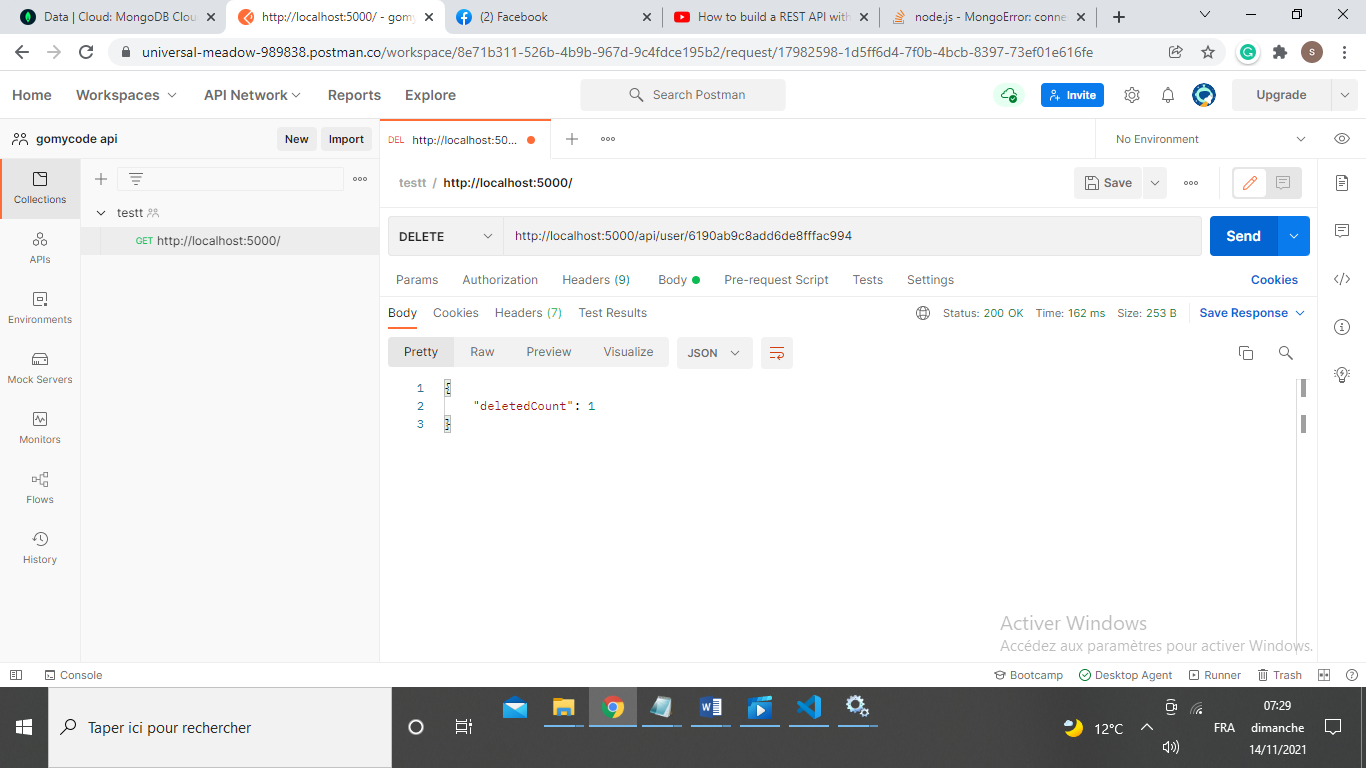 Data | Cloud: MongoDB Clou
http://localhost:5000/ - gomy
(2) Facebook
How to build a REST API with
node.js - MongoError: conne
universal-meadow-989838.postman.co/workspace/8e71b311-526b-4b9b-967d-9c4fdce195b2/request/17982598-1d5ff6d4-7f0b-4bcb-8397-73ef01e616fe
S
Home Workspaces API Network Reports Explore
Search Postman
Invite
Upgrade
gomycode api
New Import
DEL http://localhost:50...
No Environment
Collections
testt
GET http://localhost:5000/
APIs
Environments
Mock Servers
Monitors
Flows
History
testt / http://localhost:5000/
Save
DELETE
http://localhost:5000/api/user/6190ab9c8add6de8fffac994
Send
Params Authorization Headers (9) Body Pre-request Script Tests Settings
Cookies
Body Cookies Headers (7) Test Results
Status: 200 OK Time: 162 ms Size: 253 B
Save Response
Pretty Raw Preview Visualize
JSON
1 {
2 "deletedCount": 1
3 }
Activer Windows
Accédez aux paramètres pour activer Windows.
Console
Bootcamp Desktop Agent Runner Trash
Taper ici pour rechercher
12°C
FRA
07:29
dimanche
14/11/2021